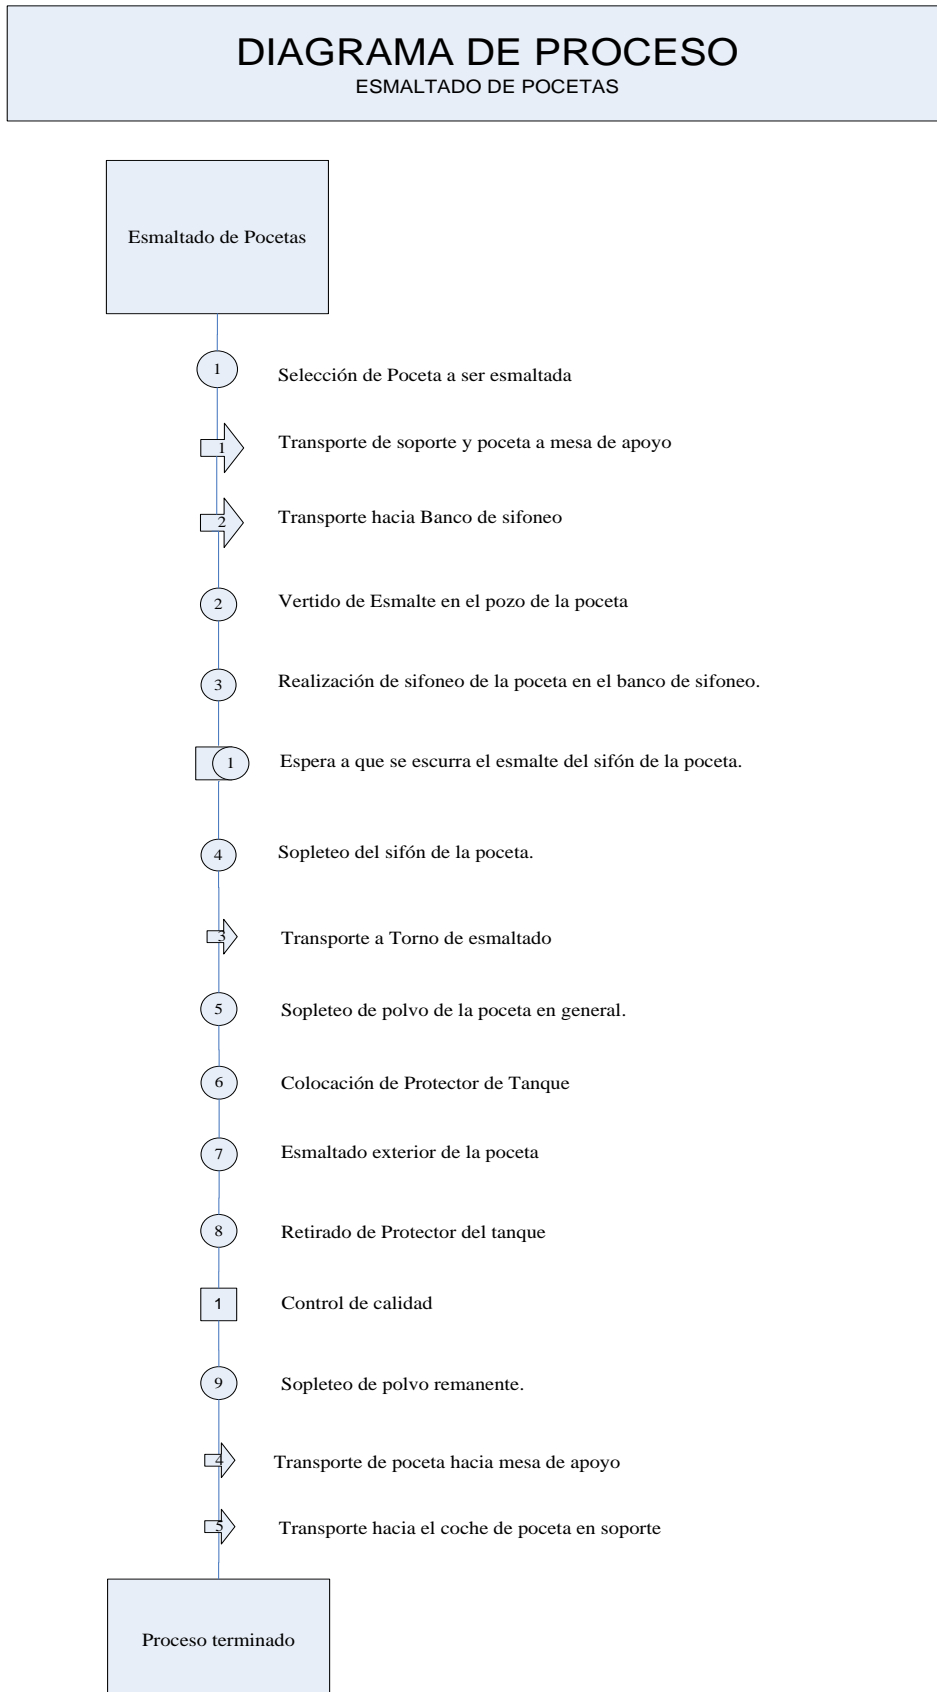 DIAGRAMA DE PROCESO
ESMALTADO DE POCETAS
Esmaltado de Pocetas
1 Selección de Poceta a ser esmaltada
1 Transporte de soporte y poceta a mesa de apoyo
2 Transporte hacia Banco de sifoneo
2 Vertido de Esmalte en el pozo de la poceta
3 Realización de sifoneo de la poceta en el banco de sifoneo.
1 Espera a que se escurra el esmalte del sifón de la poceta.
4 Sopleteo del sifón de la poceta.
3 Transporte a Torno de esmaltado
5 Sopleteo de polvo de la poceta en general.
6 Colocación de Protector de Tanque
7 Esmaltado exterior de la poceta
8 Retirado de Protector del tanque
1 Control de calidad
9 Sopleteo de polvo remanente.
4 Transporte de poceta hacia mesa de apoyo
5 Transporte hacia el coche de poceta en soporte
Proceso terminado